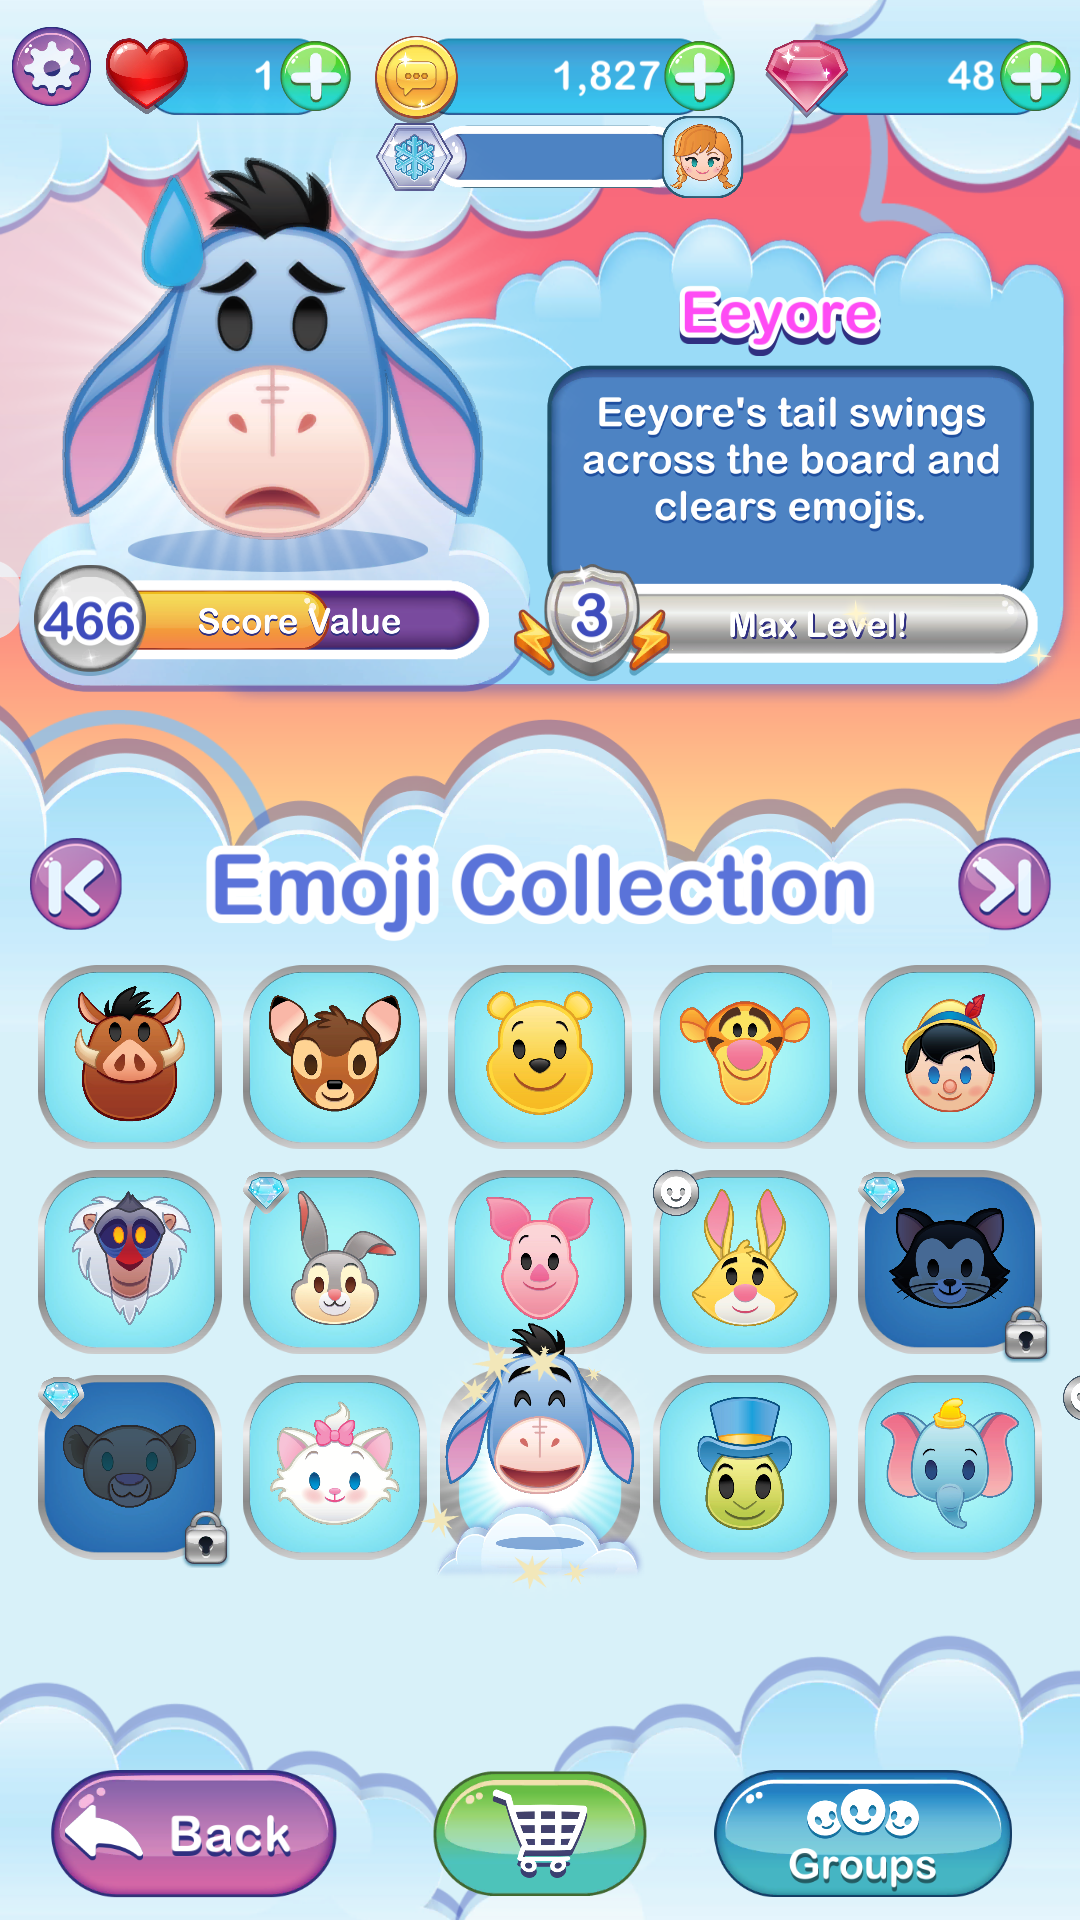 1
1,827
48
Eeyore
Eeyore's tail swings
across the board and
clears emojis.
466
Score Value
3
Max Level!
Emoji Collection
Back
Groups